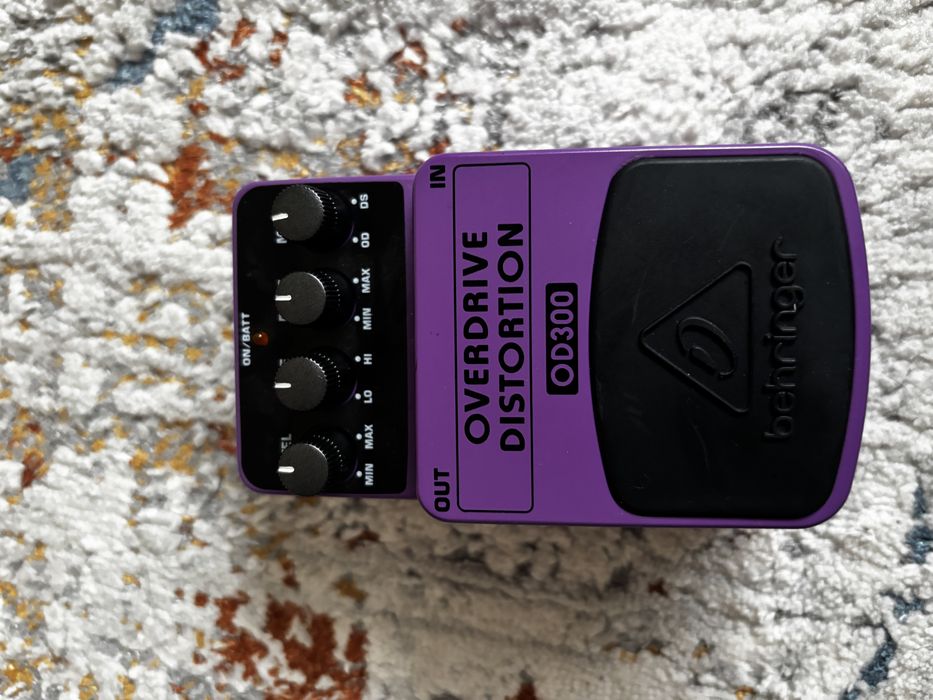 ON/BATT
MIN MAX
LO HI
MIN MAX
OD DS
OUT
IN
OVERDRIVE
DISTORTION
OD300
behringer